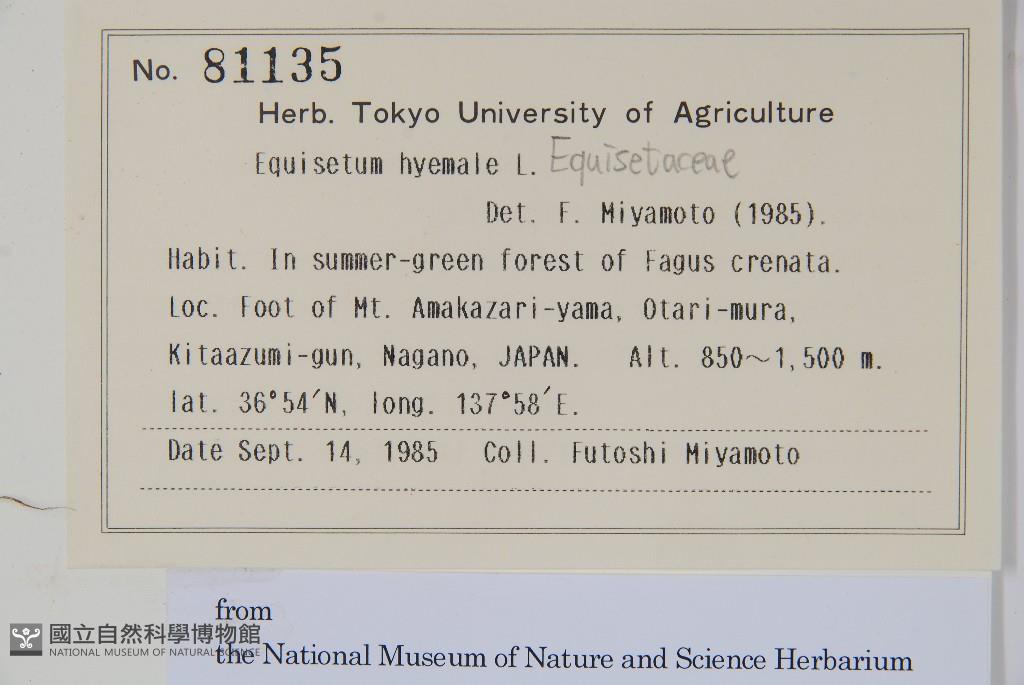 No. 81135
Herb. Tokyo University of Agriculture
Equisetum hyemale L. Equisetaceae
Det. F. Miyamoto (1985).
Habit. In summer-green forest of Fagus crenata.
Loc. Foot of Mt. Amakazari-yama, Otari-mura,
Kitaazumi-gun, Nagano, JAPAN. Alt. 850～1,500 m.
lat. 36°54′N, long. 137°58′E.
Date Sept. 14, 1985 Coll. Futoshi Miyamoto
from
the National Museum of Nature and Science Herbarium
國立自然科學博物館
NATIONAL MUSEUM OF NATURAL SCIENCE